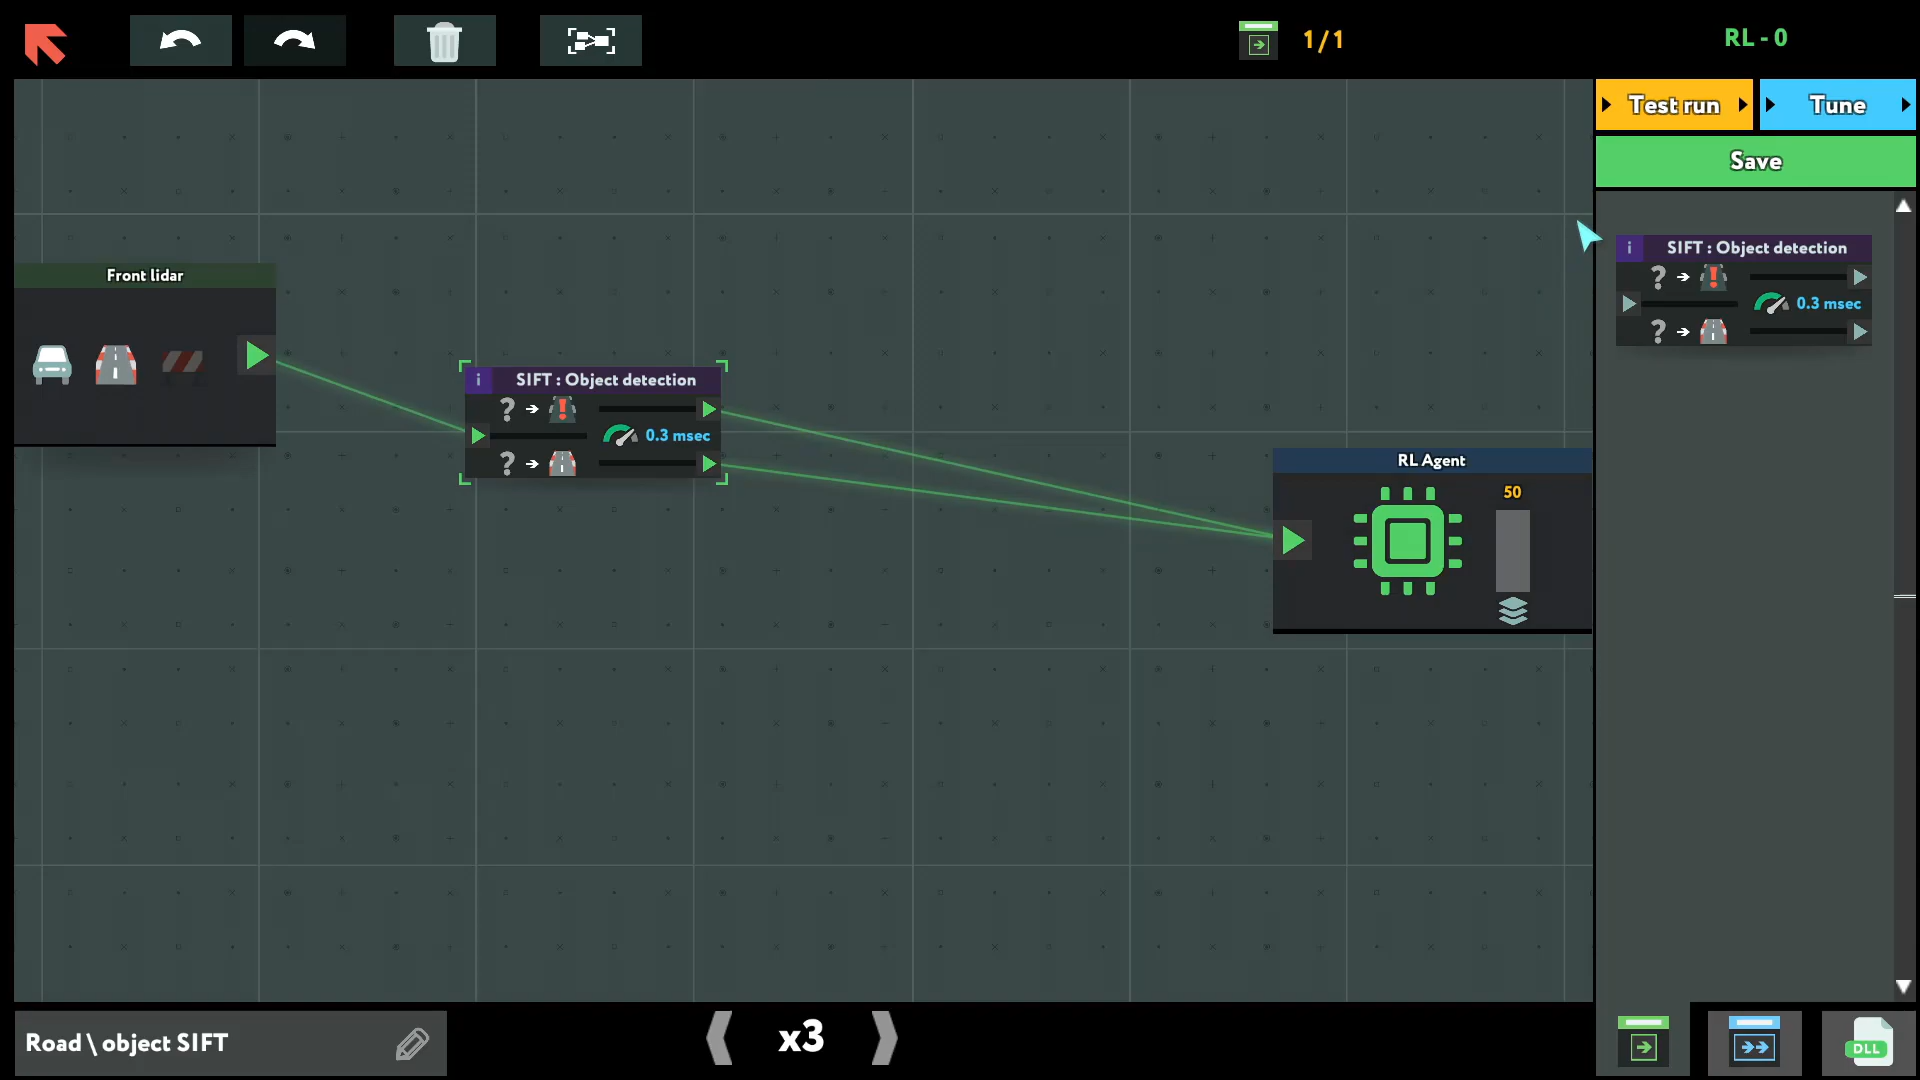 1/1
RL - 0
Test run
Tune
Save
Front lidar
i SIFT : Object detection
? !
0.3 msec
?
RL Agent
50
i SIFT : Object detection
? !
0.3 msec
?
Road \ object SIFT
x3
DLL